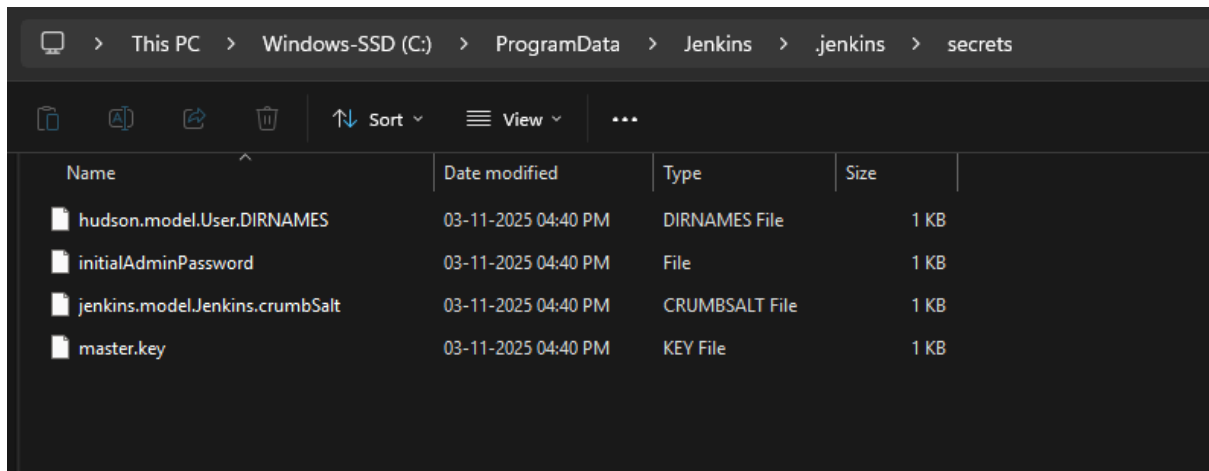 This PC > Windows-SSD (C:) > ProgramData > Jenkins > .jenkins > secrets
Sort View ...
Name Date modified Type Size
hudson.model.User.DIRNAMES 03-11-2025 04:40 PM DIRNAMES File 1 KB
initialAdminPassword 03-11-2025 04:40 PM File 1 KB
jenkins.model.Jenkins.crumbSalt 03-11-2025 04:40 PM CRUMBSALT File 1 KB
master.key 03-11-2025 04:40 PM KEY File 1 KB